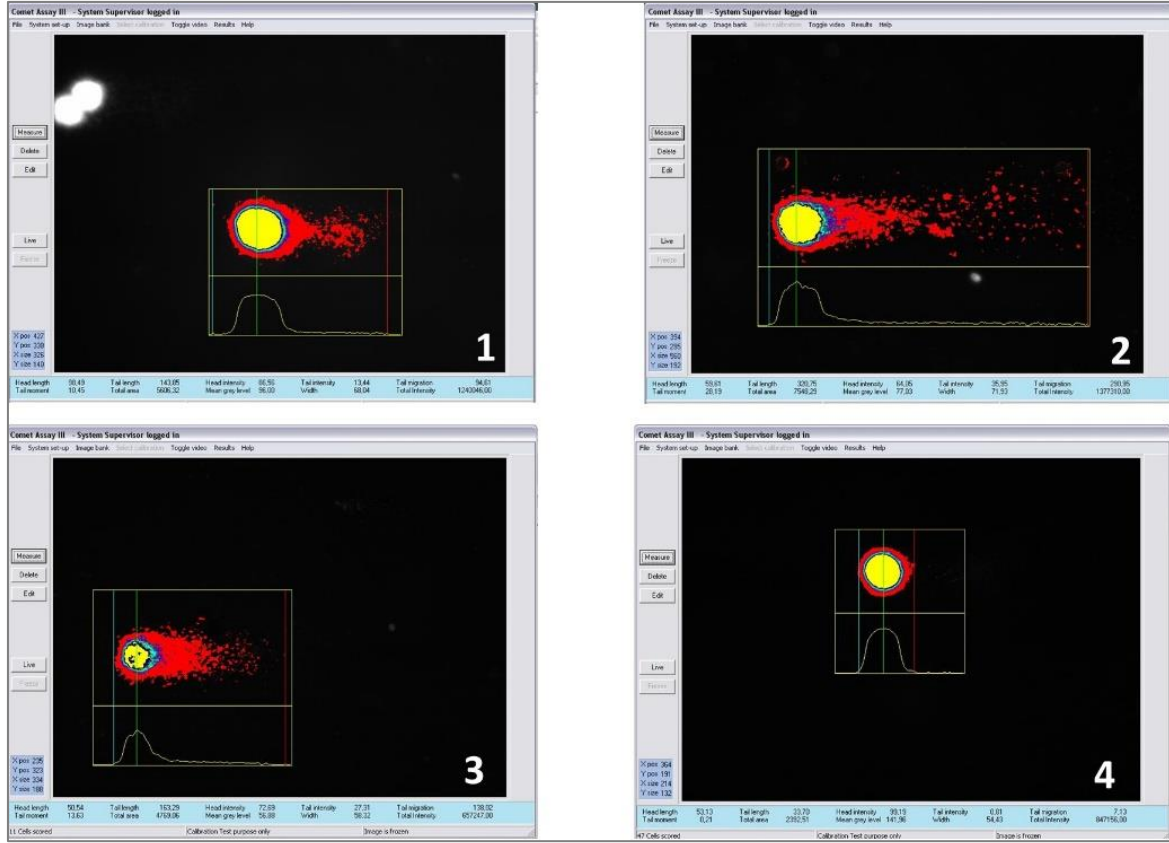 Comet Assay III - System Supervisor logged in
File System set-up Image bank Select calibration Toggle video Results Help
Measure
Delete
Edit
Live
Freeze
X pos 437
Y pos 330
X size 326
Y size 140
1
Head length 98,49 Tail length 143,05 Head intensity 86,56 Tail intensity 13,44 Tail migration 94,61
Tail moment 10,45 Total area 5606,32 Mean grey level 96,00 Width 68,04 Total Intensity 1240046,00
Comet Assay III - System Supervisor logged in
File System set-up Image bank Select calibration Toggle video Results Help
Measure
Delete
Edit
Live
Freeze
X pos 394
Y pos 295
X size 560
Y size 192
2
Head length 59,61 Tail length 320,75 Head intensity 64,05 Tail intensity 35,95 Tail migration 290,95
Tail moment 28,19 Total area 7548,29 Mean grey level 77,03 Width 71,93 Total Intensity 1377310,00
Comet Assay III - System Supervisor logged in
File System set-up Image bank Select calibration Toggle video Results Help
Measure
Delete
Edit
Live
Freeze
X pos 235
Y pos 323
X size 334
Y size 188
3
Head length 50,54 Tail length 163,29 Head intensity 72,69 Tail intensity 27,31 Tail migration 138,02
Tail moment 13,63 Total area 4769,06 Mean grey level 56,88 Width 58,32 Total Intensity 657247,00
11 Cells scored Calibration Test purpose only Image is frozen
Comet Assay III - System Supervisor logged in
File System set-up Image bank Select calibration Toggle video Results Help
Measure
Delete
Edit
Live
Freeze
X pos 364
Y pos 191
X size 214
Y size 132
4
Head length 53,13 Tail length 33,70 Head intensity 99,19 Tail intensity 0,81 Tail migration 7,13
Tail moment 0,21 Total area 2392,51 Mean grey level 141,96 Width 54,43 Total Intensity 847156,00
47 Cells scored Calibration Test purpose only Image is frozen